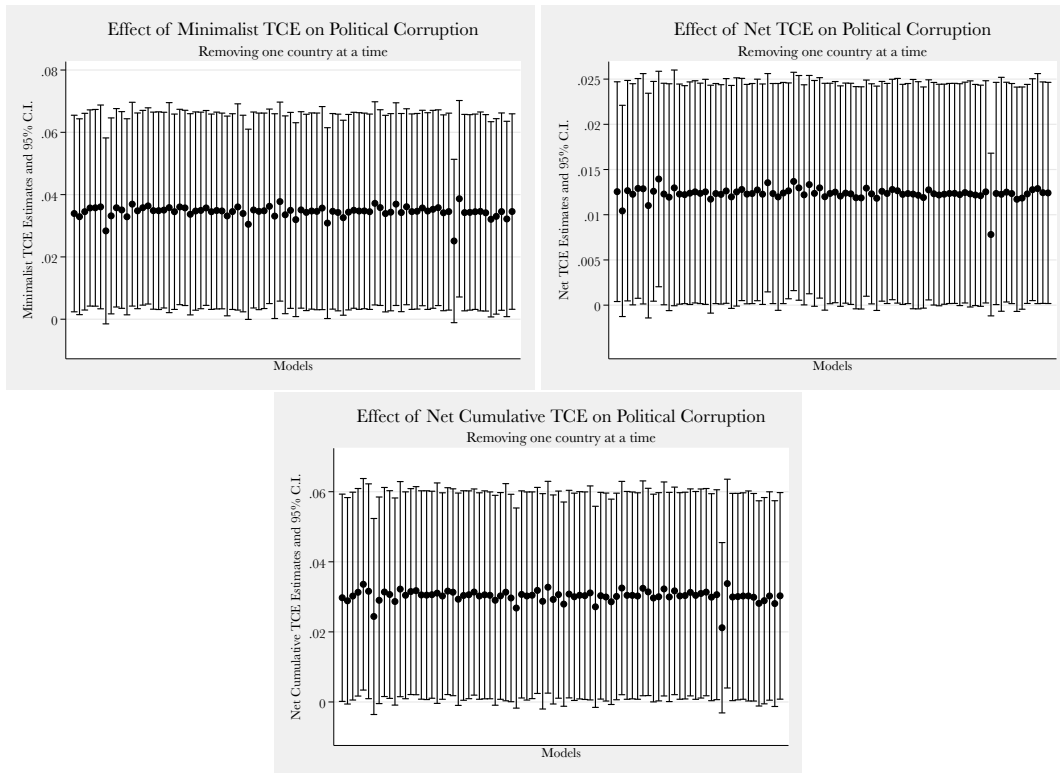 Effect of Minimalist TCE on Political Corruption
Removing one country at a time
Minimalist TCE Estimates and 95% C.I.
.08
.06
.04
.02
0
Models
Effect of Net TCE on Political Corruption
Removing one country at a time
Net TCE Estimates and 95% C.I.
.025
.02
.015
.01
.005
0
Models
Effect of Net Cumulative TCE on Political Corruption
Removing one country at a time
Net Cumulative TCE Estimates and 95% C.I.
.06
.04
.02
0
Models